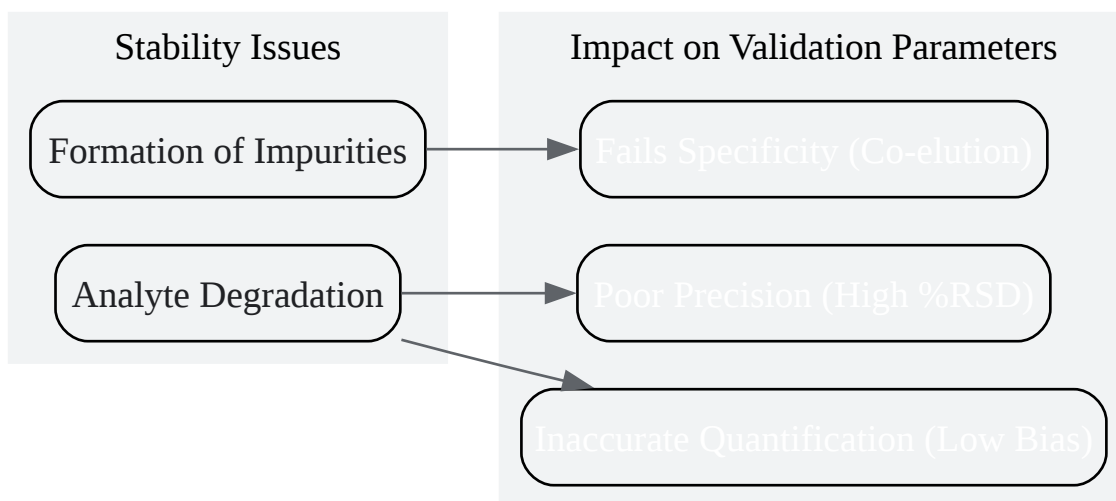 Stability Issues
Impact on Validation Parameters
Formation of Impurities
Fails Specificity (Co-elution)
Analyte Degradation
Poor Precision (High %RSD)
Inaccurate Quantification (Low Bias)